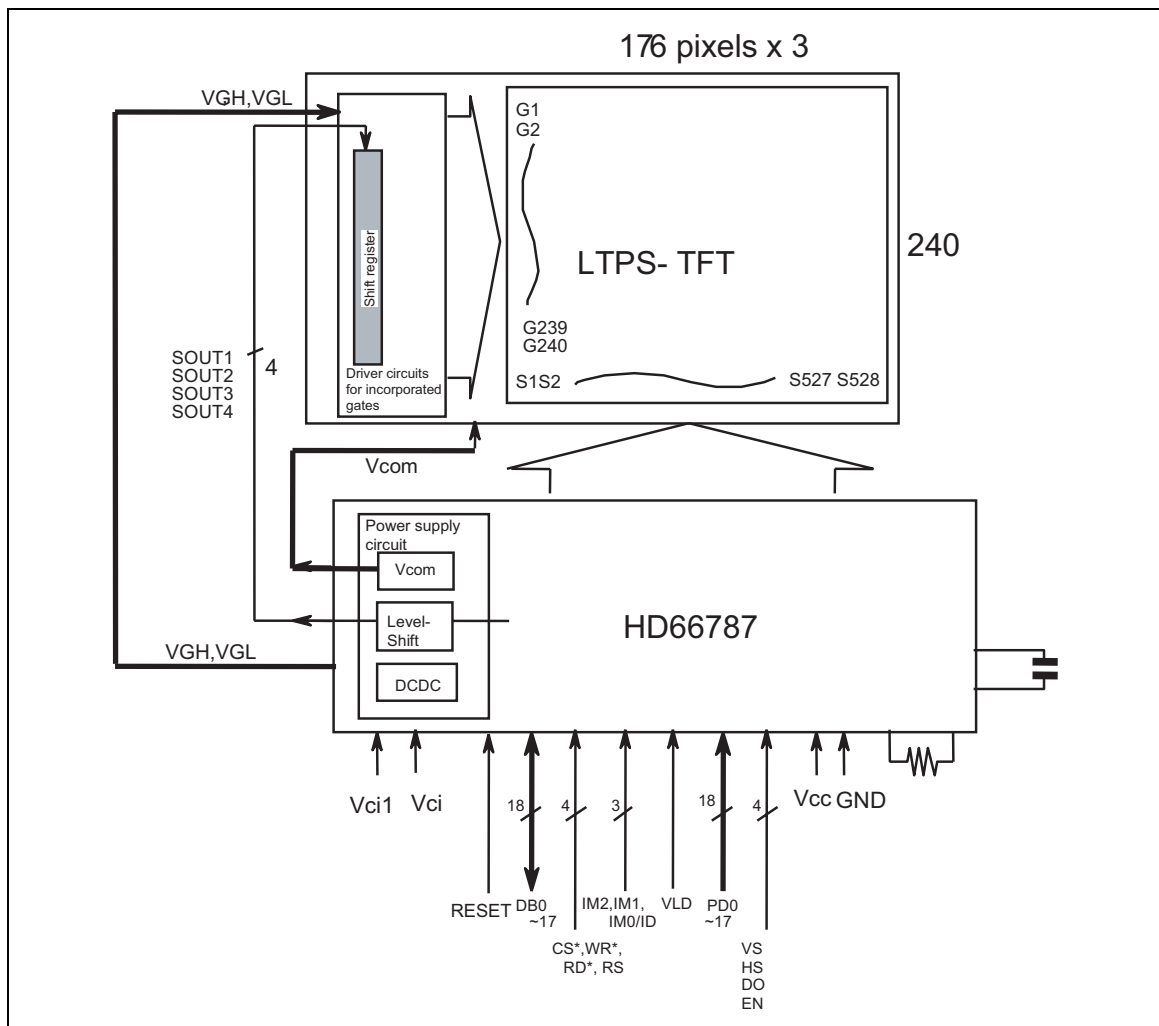 176 pixels x 3
VGH,VGL
G1
G2
Shift register
LTPS- TFT
240
G239
G240
SOUT1
SOUT2
SOUT3
SOUT4
4
Driver circuits
for incorporated
gates
S1S2
S527 S528
Vcom
Power supply
circuit
Vcom
Level-
Shift
DCDC
HD66787
VGH,VGL
Vci1
Vci
18
4
3
18
4
Vcc
GND
RESET
DB0
~17
IM2,IM1,
IM0/ID
VLD
PD0
~17
CS*,WR*,
RD*, RS
VS
HS
DO
EN